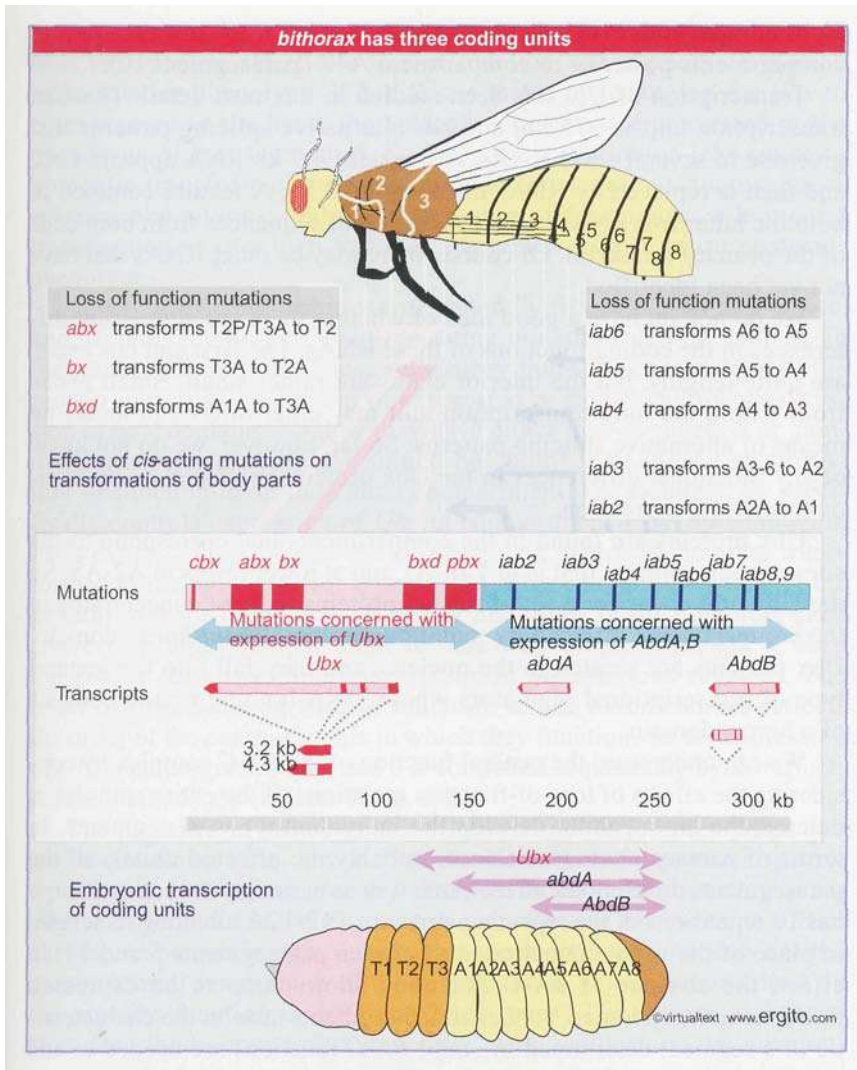 bithorax has three coding units
2
1
3
1 2 3 4 5 6 7 8
5 6 7 8
Loss of function mutations
abx transforms T2P/T3A to T2
bx transforms T3A to T2A
bxd transforms A1A to T3A
Loss of function mutations
iab6 transforms A6 to A5
iab5 transforms A5 to A4
iab4 transforms A4 to A3
iab3 transforms A3-6 to A2
iab2 transforms A2A to A1
Effects of cis-acting mutations on
transformations of body parts
cbx abx bx bxd pbx iab2 iab3 iab5 iab7
iab4 iab6 iab8,9
Mutations
Mutations concerned with
expression of Ubx
Mutations concerned with
expression of AbdA,B
Ubx abdA AbdB
Transcripts
3.2 kb
4.3 kb
50 100 150 200 250 300 kb
Ubx
abdA
AbdB
Embryonic transcription
of coding units
T1 T2 T3 A1 A2 A3 A4 A5 A6 A7 A8
©virtualtext www.ergito.com